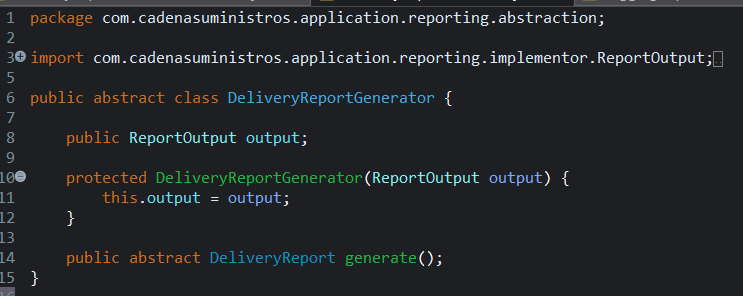 1 package com.cadenasuministros.application.reporting.abstraction;
2
3 import com.cadenasuministros.application.reporting.implementor.ReportOutput;
5
6 public abstract class DeliveryReportGenerator {
7
8     public ReportOutput output;
9
10     protected DeliveryReportGenerator(ReportOutput output) {
11         this.output = output;
12     }
13
14     public abstract DeliveryReport generate();
15 }